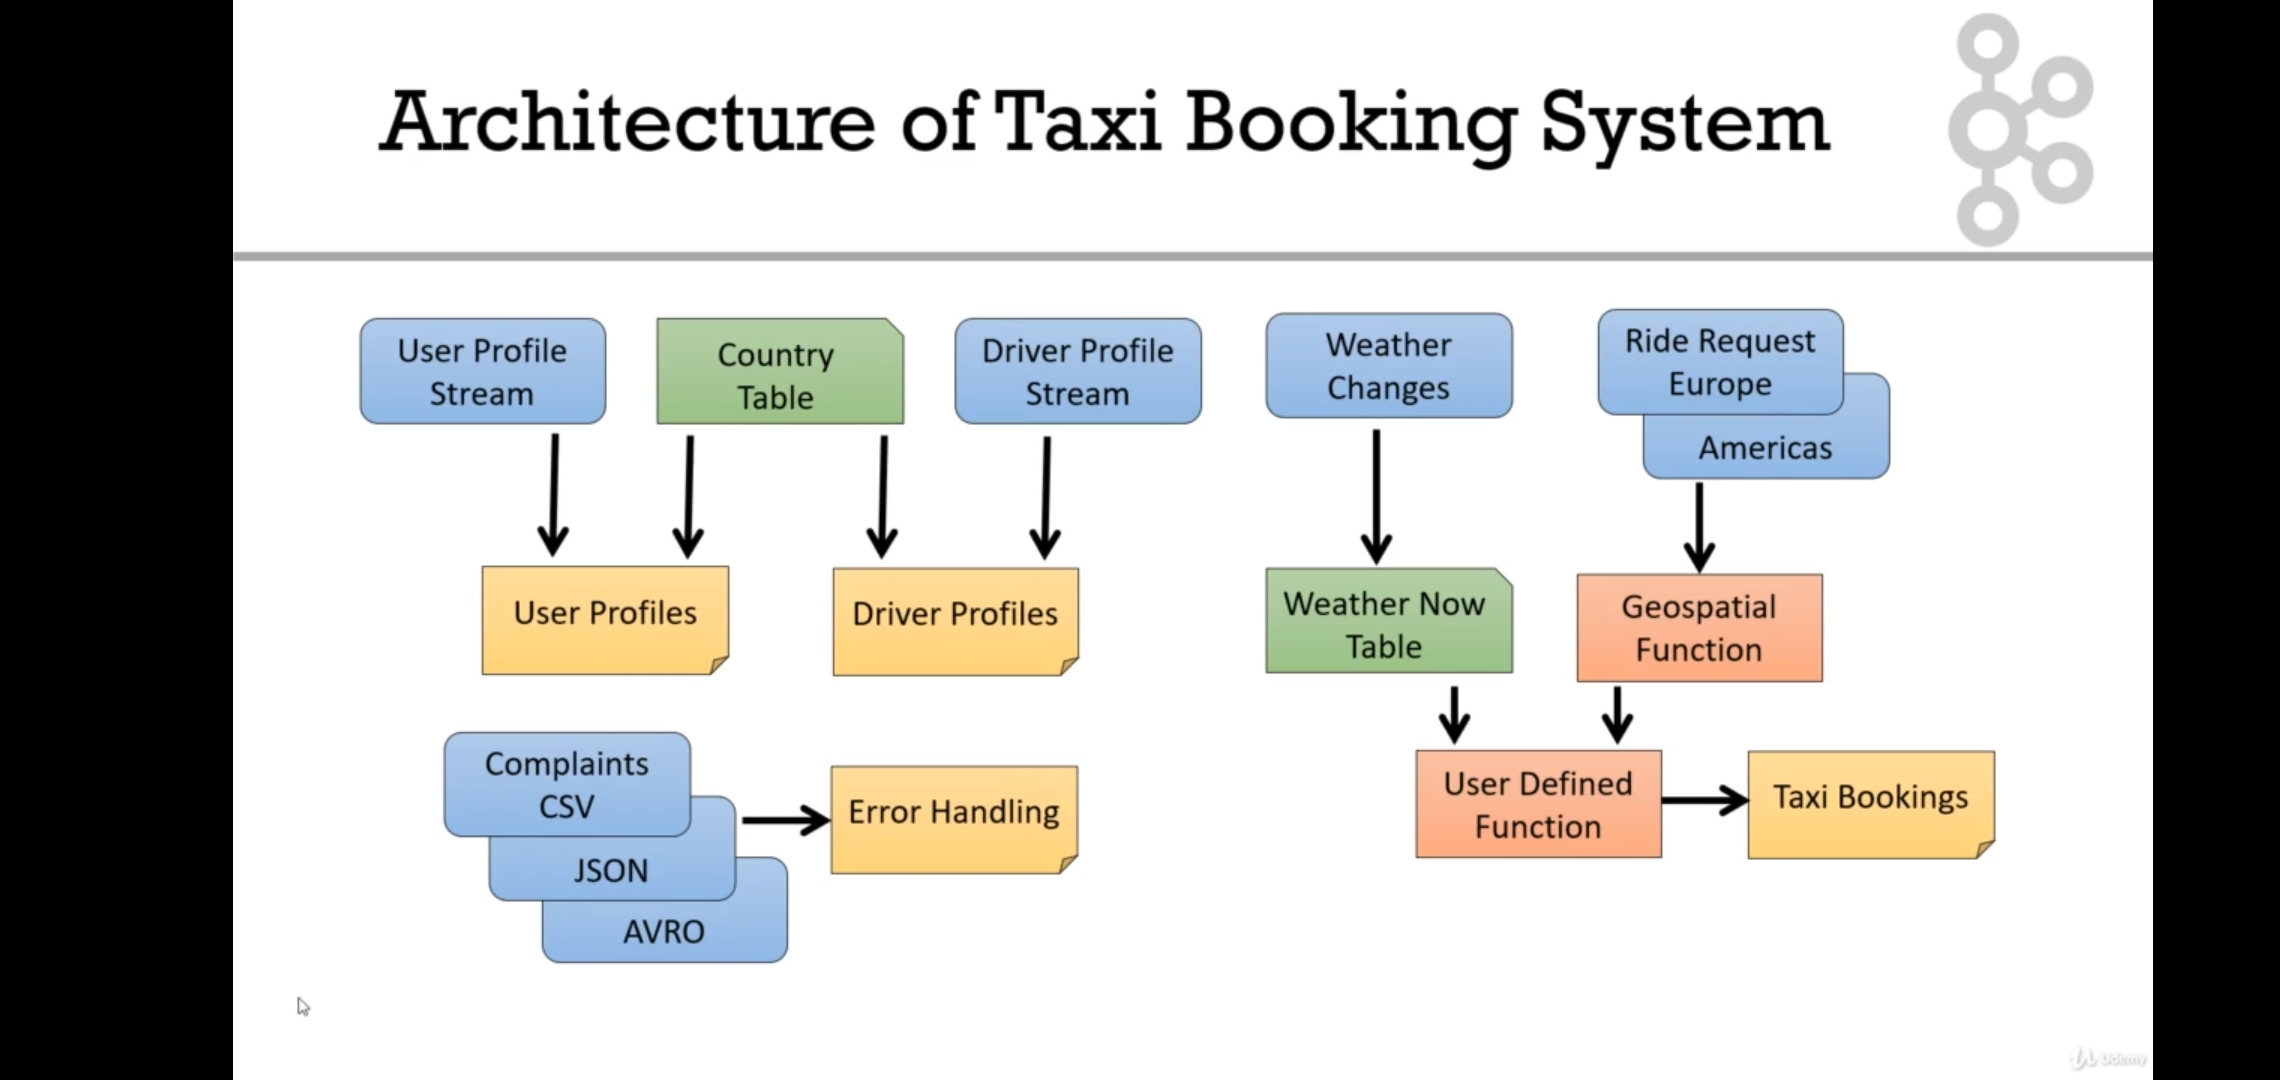 Architecture of Taxi Booking System
User Profile
Stream
Country
Table
Driver Profile
Stream
Weather
Changes
Ride Request
Europe
Americas
User Profiles
Driver Profiles
Weather Now
Table
Geospatial
Function
Complaints
CSV
JSON
AVRO
Error Handling
User Defined
Function
Taxi Bookings
Udemy